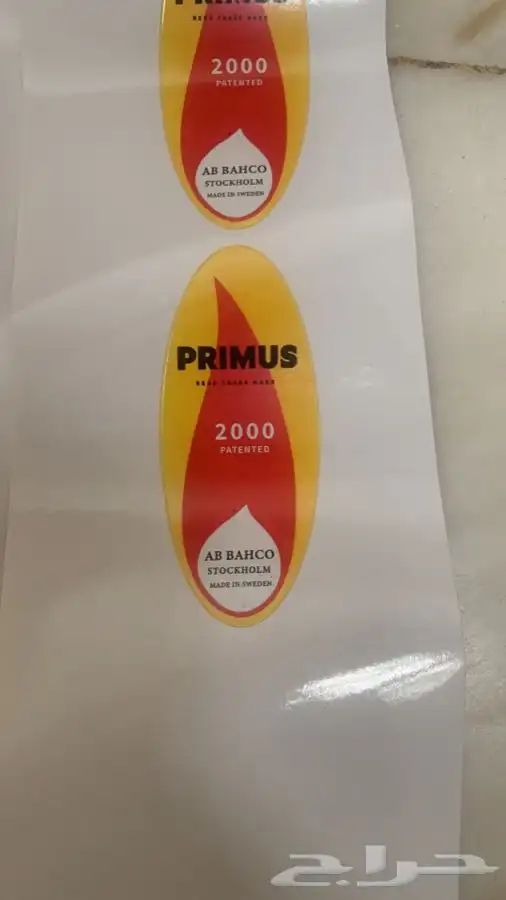 PRIMUS
2000
PATENTED
AB BAHCO
STOCKHOLM
MADE IN SWEDEN
PRIMUS
TRADE MARK
2000
PATENTED
AB BAHCO
STOCKHOLM
MADE IN SWEDEN
حراج